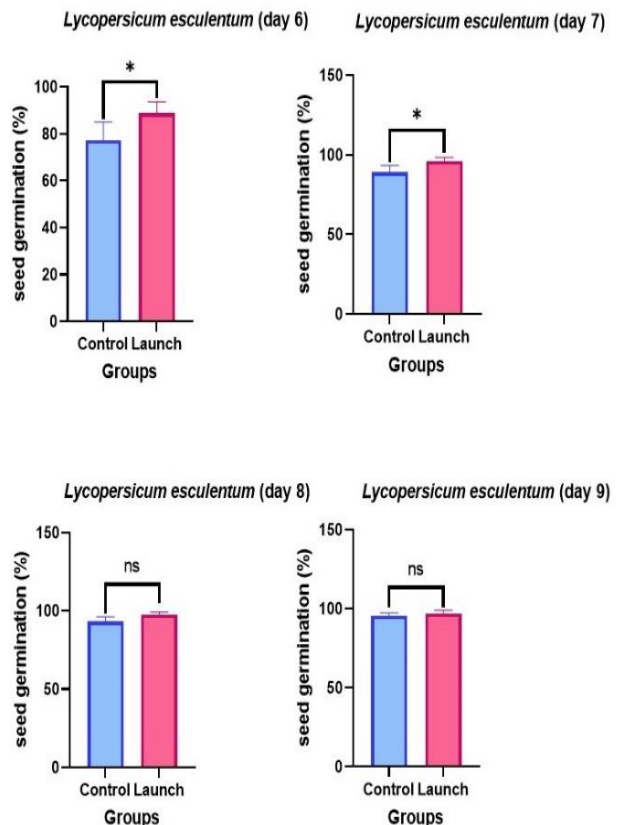 Lycopersicum esculentum (day 6)
*
100
80
60
40
20
0
seed germination (%)
Control Launch
Groups
Lycopersicum esculentum (day 7)
*
150
100
50
0
seed germination (%)
Control Launch
Groups
Lycopersicum esculentum (day 8)
ns
150
100
50
0
seed germination (%)
Control Launch
Groups
Lycopersicum esculentum (day 9)
ns
150
100
50
0
seed germination (%)
Control Launch
Groups